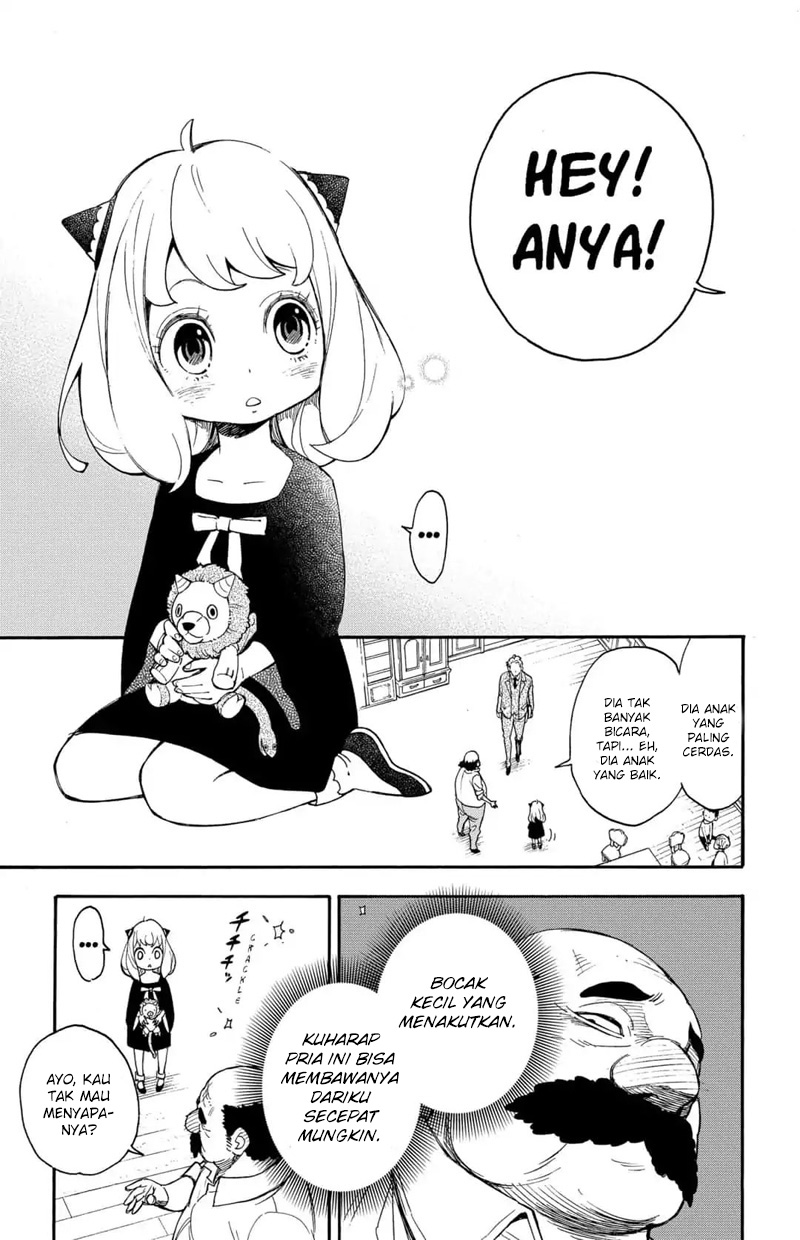 HEY!
ANYA!
...
DIA ANAK
YANG
PALING
CERDAS.
DIA TAK
BANYAK
BICARA,
TAPI... EH,
DIA ANAK
YANG BAIK.
BOCAK
KECIL YANG
MENAKUTKAN.
KUHARAP
PRIA INI BISA
MEMBAWANYA
DARIKU
SECEPAT
MUNGKIN.
チチチッ
CRACKLE
...
AYO, KAU
TAK MAU
MENYAPA-
NYA?